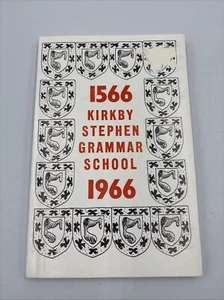 1566
KIRKBY
STEPHEN
GRAMMAR
SCHOOL
1966